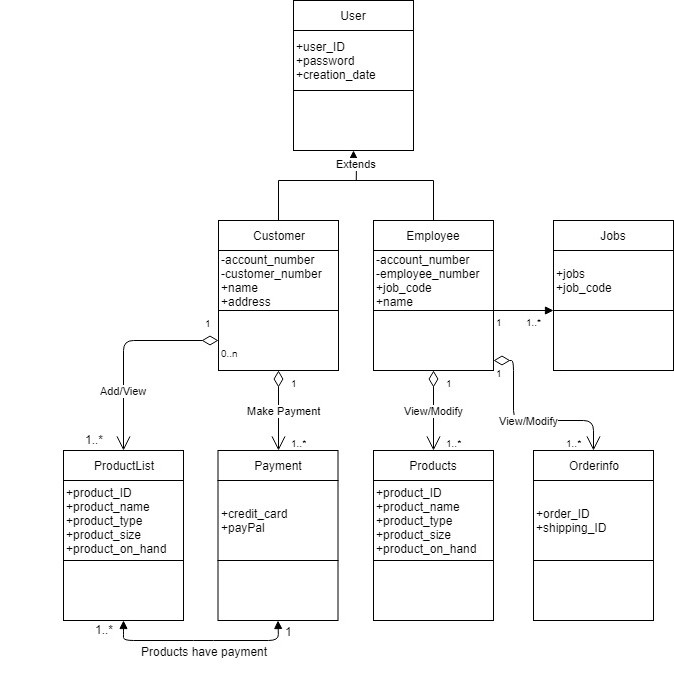 User
+user_ID
+password
+creation_date
Extends
Customer
-account_number
-customer_number
+name
+address
Employee
-account_number
-employee_number
+job_code
+name
Jobs
+jobs
+job_code
1
0..n
1
1..*
1
Add/View
1..*
1
Make Payment
1..*
1
View/Modify
1..*
View/Modify
1..*
ProductList
+product_ID
+product_name
+product_type
+product_size
+product_on_hand
Payment
+credit_card
+payPal
Products
+product_ID
+product_name
+product_type
+product_size
+product_on_hand
Orderinfo
+order_ID
+shipping_ID
1..*
1
Products have payment